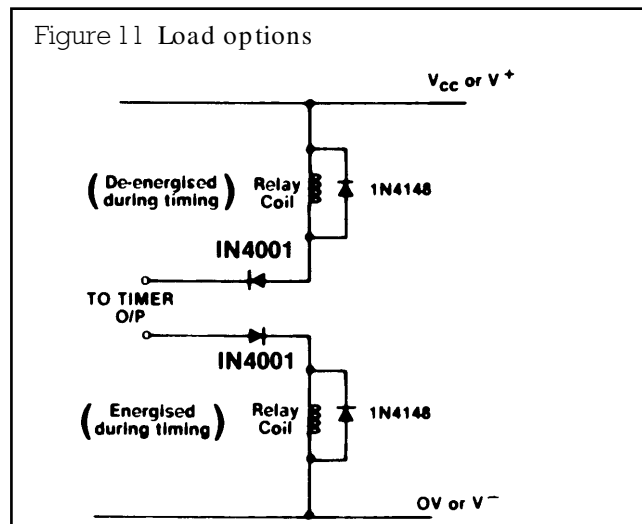 Figure 11 Load options
Vcc or V+
(De-energised during timing)
Relay Coil
1N4148
IN4001
TO TIMER O/P
IN4001
(Energised during timing)
Relay Coil
1N4148
OV or V−